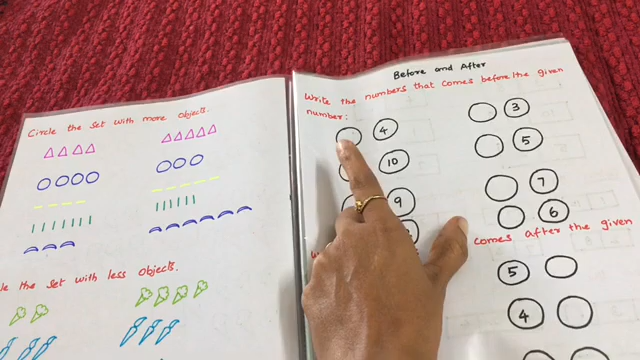 Circle the set with more objects.
le the set with less objects.
Before and After
Write the numbers that comes before the given
number:
4
3
10
5
9
7
6
comes after the given
5
4